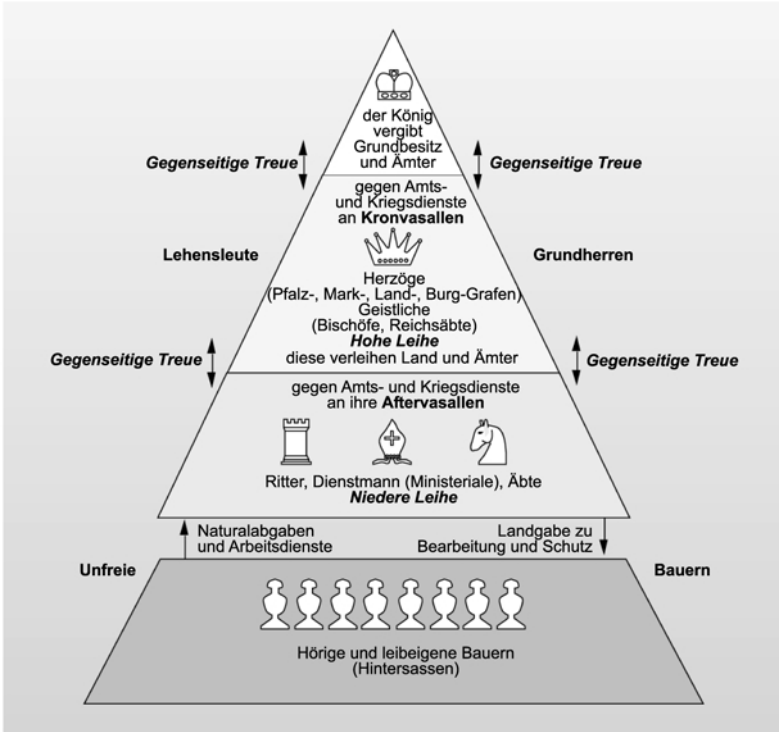 der König
vergibt
Grundbesitz
und Ämter
Gegenseitige Treue
Gegenseitige Treue
gegen Amts-
und Kriegsdienste
an Kronvasallen
Lehensleute
Grundherren
Herzöge
(Pfalz-, Mark-, Land-, Burg-Grafen)
Geistliche
(Bischöfe, Reichsäbte)
Hohe Leihe
diese verleihen Land und Ämter
Gegenseitige Treue
Gegenseitige Treue
gegen Amts- und Kriegsdienste
an ihre Aftervasallen
Ritter, Dienstmann (Ministeriale), Äbte
Niedere Leihe
Naturalabgaben
und Arbeitsdienste
Landgabe zu
Bearbeitung und Schutz
Unfreie
Bauern
Hörige und leibeigene Bauern
(Hintersassen)